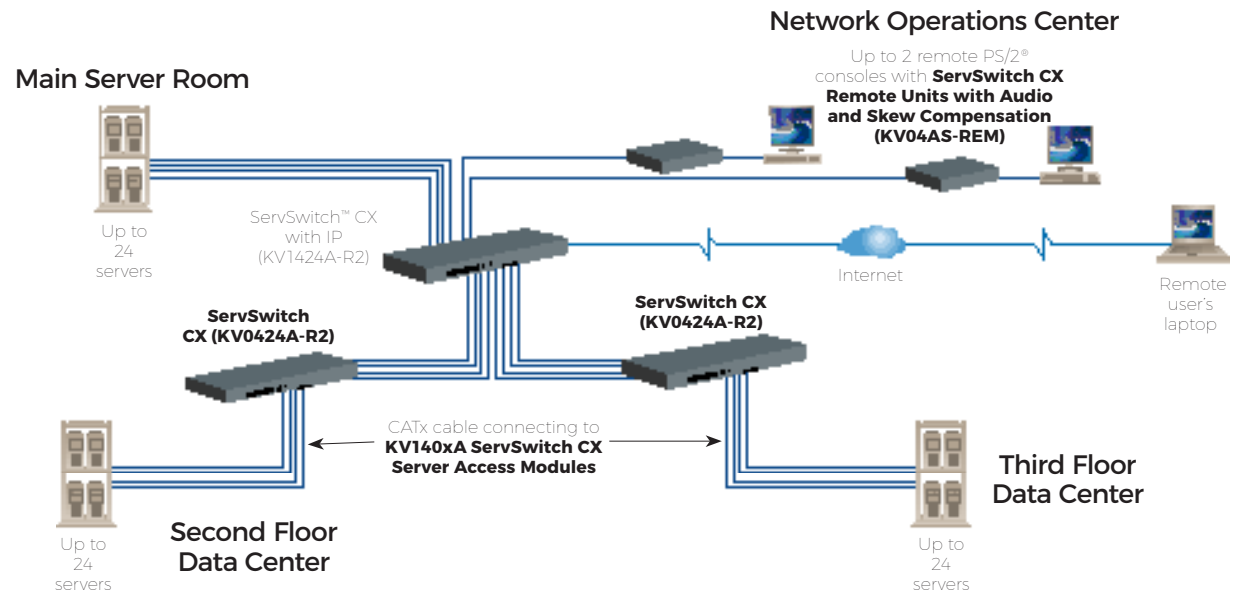 Network Operations Center
Up to 2 remote PS/2®
consoles with ServSwitch CX
Remote Units with Audio
and Skew Compensation
(KV04AS-REM)
Main Server Room
Up to
24
servers
ServSwitch™ CX
with IP
(KV1424A-R2)
Internet
Remote
user's
laptop
ServSwitch
CX (KV0424A-R2)
ServSwitch CX
(KV0424A-R2)
CATx cable connecting to
KV140xA ServSwitch CX
Server Access Modules
Second Floor
Data Center
Up to
24
servers
Third Floor
Data Center
Up to
24
servers